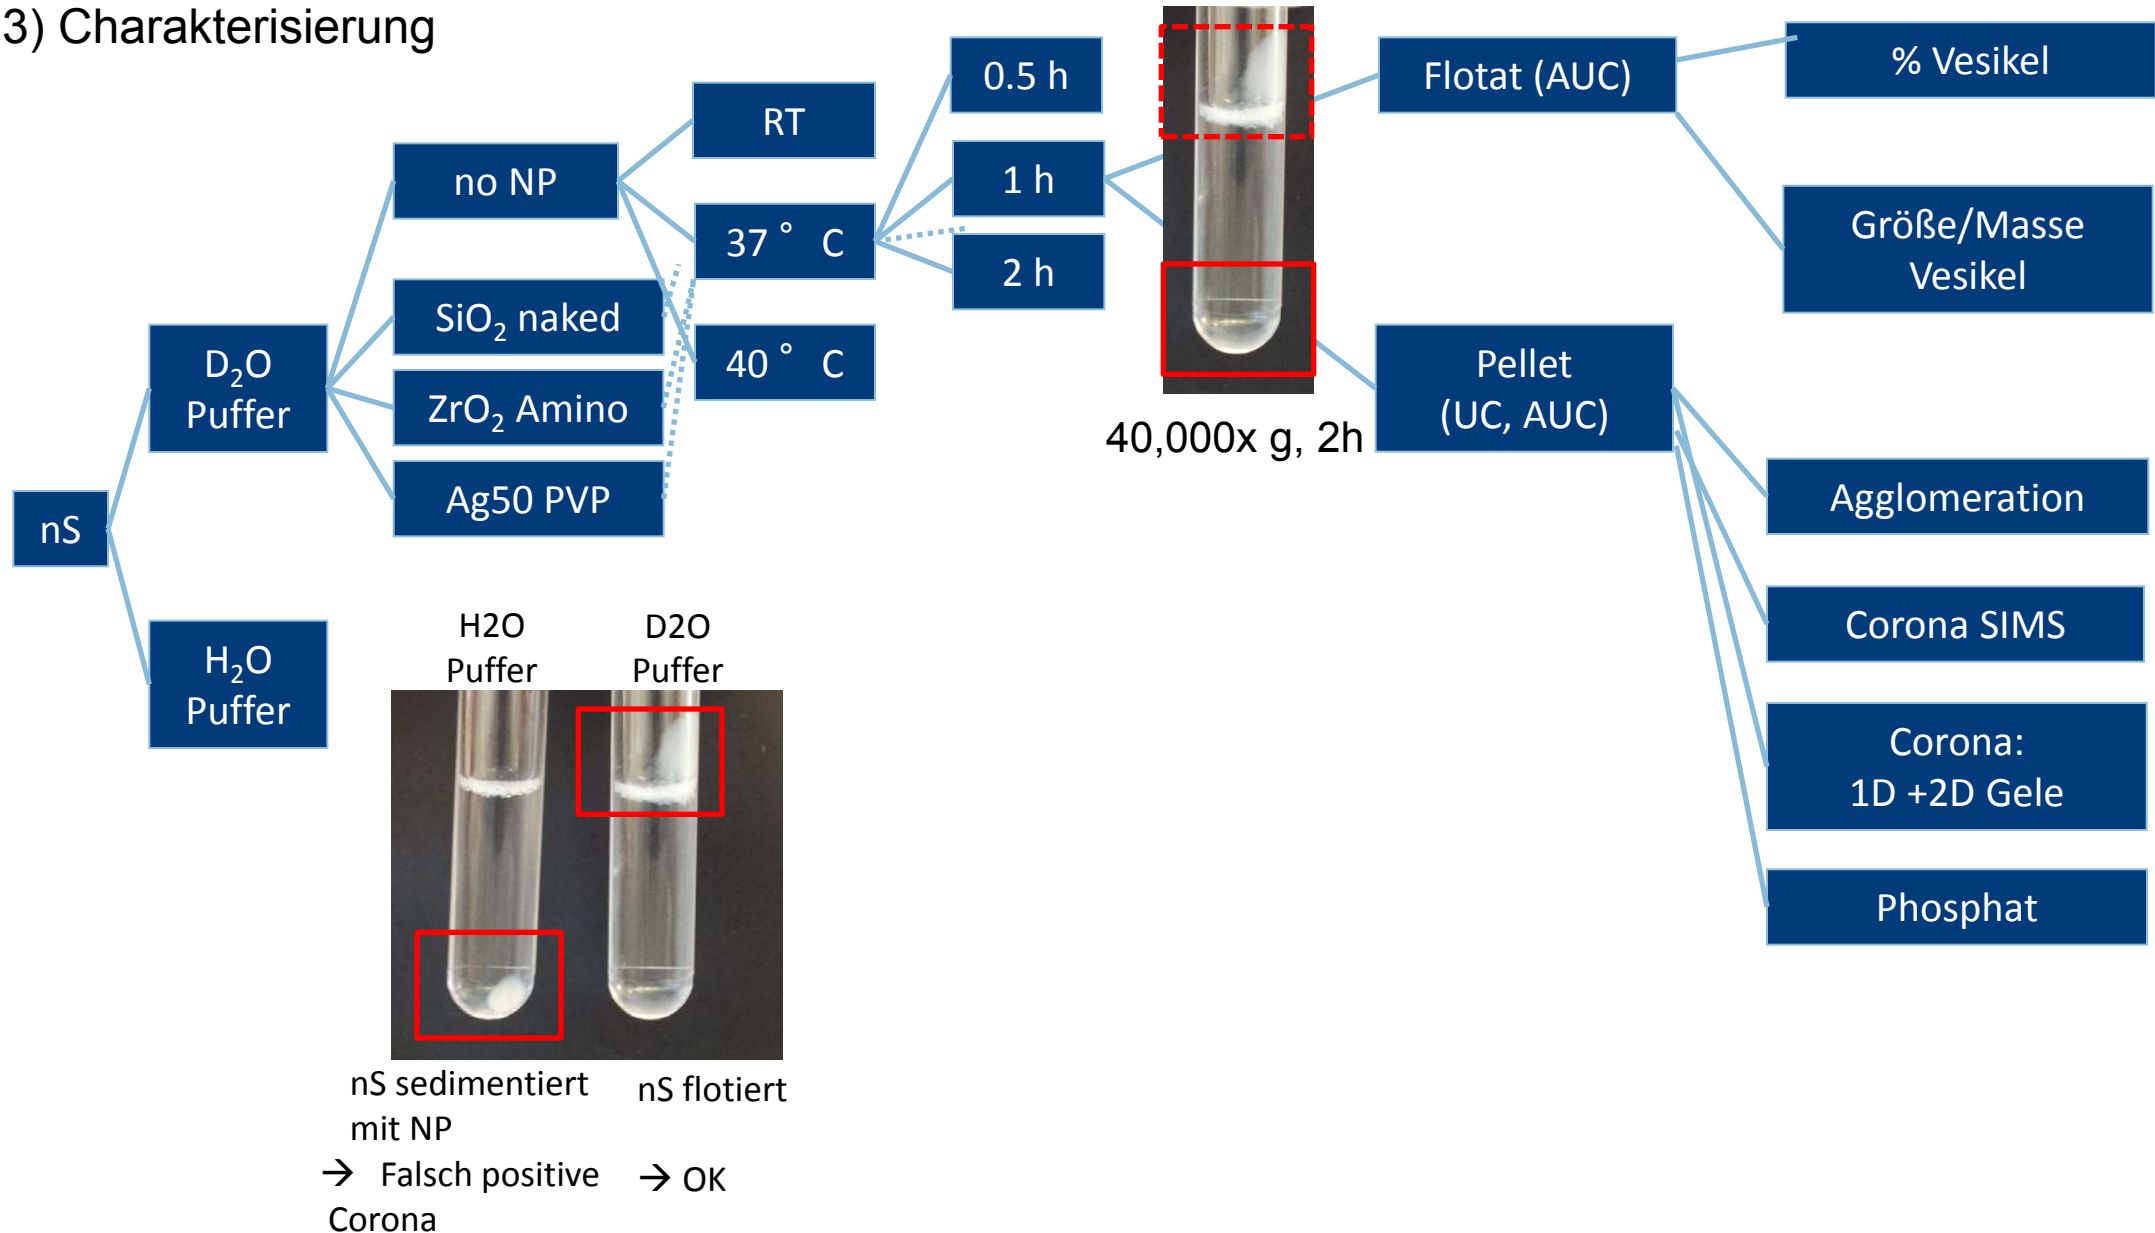 3) Charakterisierung
nS
D₂O
Puffer
H₂O
Puffer
no NP
SiO₂ naked
ZrO₂ Amino
Ag50 PVP
RT
37 ° C
40 ° C
0.5 h
1 h
2 h
40,000x g, 2h
Flotat (AUC)
Pellet
(UC, AUC)
% Vesikel
Größe/Masse
Vesikel
Agglomeration
Corona SIMS
Corona:
1D +2D Gele
Phosphat
H2O
Puffer
D2O
Puffer
nS sedimentiert
mit NP
→ Falsch positive
Corona
nS flotiert
→ OK